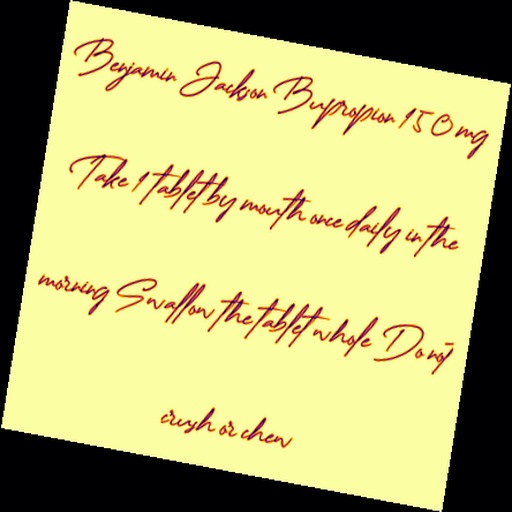 Benjamin Jackson Bupropion 150 mg
Take 1 tablet by mouth once daily in the
morning Swallow the tablet whole Do not
crush or chew